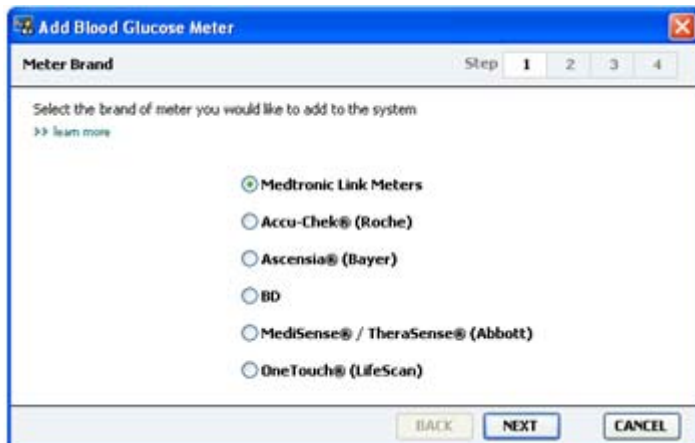 Add Blood Glucose Meter
Meter Brand Step 1 2 3 4
Select the brand of meter you would like to add to the system
>> learn more
Medtronic Link Meters
Accu-Chek® (Roche)
Ascensia® (Bayer)
BD
MediSense® / TheraSense® (Abbott)
OneTouch® (LifeScan)
BACK NEXT CANCEL